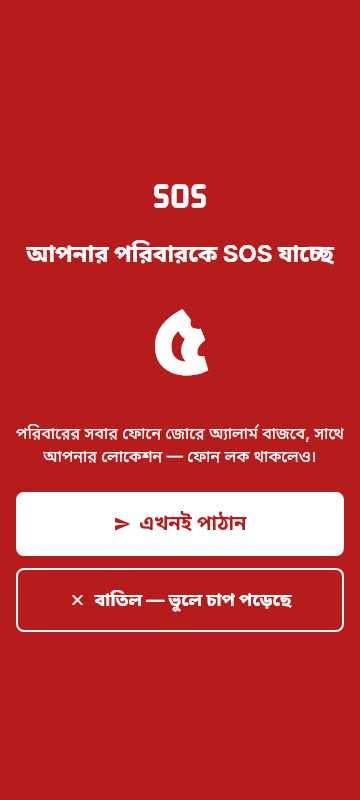 SOS
আপনার পরিবারকে SOS যাচ্ছে
৫
পরিবারের সবার ফোনে জোরে অ্যালার্ম বাজবে, সাথে
আপনার লোকেশন — ফোন লক থাকলেও।
এখনই পাঠান
বাতিল — ভুলে চাপ পড়েছে